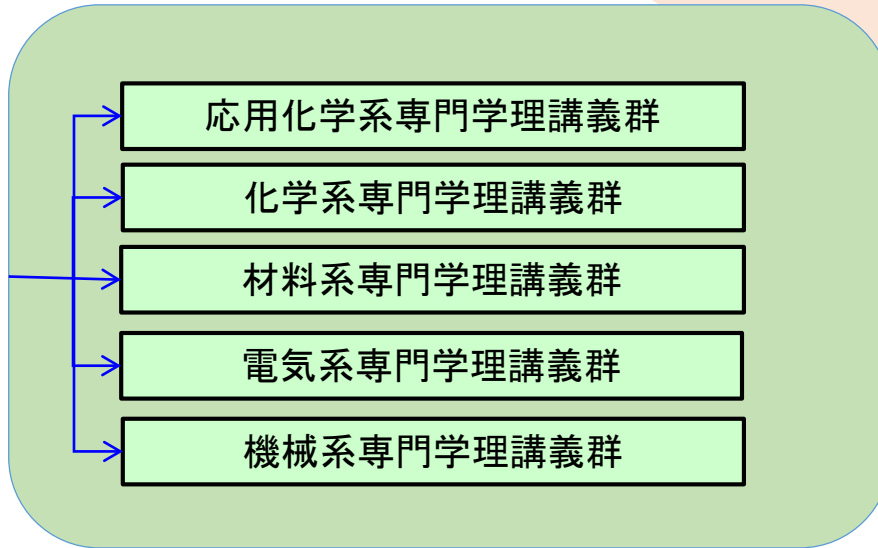 応用化学系専門学理講義群
化学系専門学理講義群
材料系専門学理講義群
電気系専門学理講義群
機械系専門学理講義群